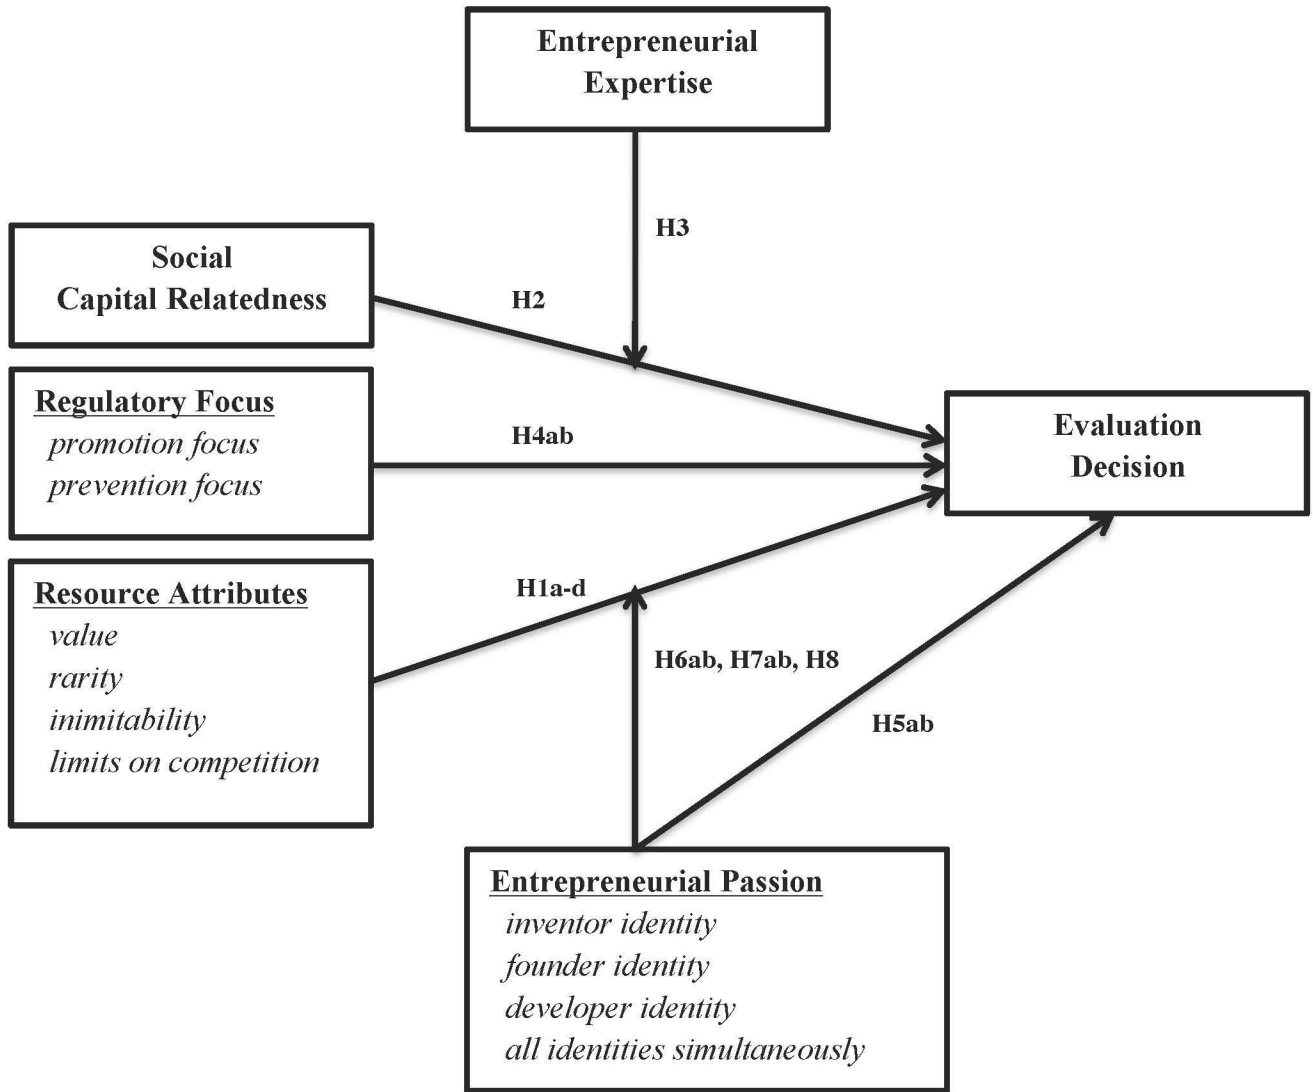 Entrepreneurial
Expertise
H3
Social
Capital Relatedness
H2
Regulatory Focus
promotion focus
prevention focus
H4ab
Evaluation
Decision
Resource Attributes
value
rarity
inimitability
limits on competition
H1a-d
H6ab, H7ab, H8
H5ab
Entrepreneurial Passion
inventor identity
founder identity
developer identity
all identities simultaneously